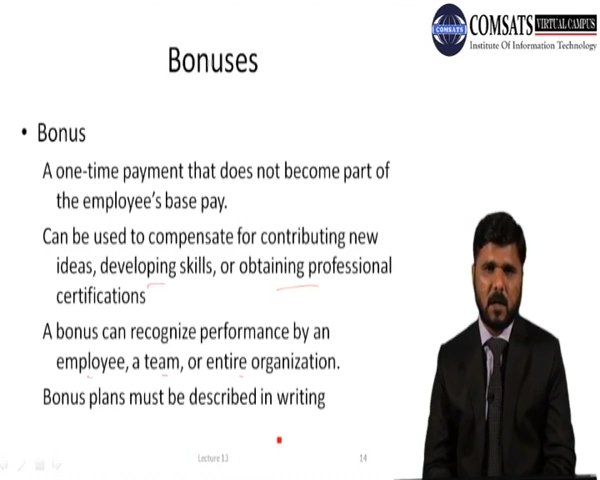 COMSATS VIRTUAL CAMPUS
COMSATS
Institute Of Information Technology
Bonuses
• Bonus
A one-time payment that does not become part of
the employee's base pay.
Can be used to compensate for contributing new
ideas, developing skills, or obtaining professional
certifications
A bonus can recognize performance by an
employee, a team, or entire organization.
Bonus plans must be described in writing
Lecture 13
14